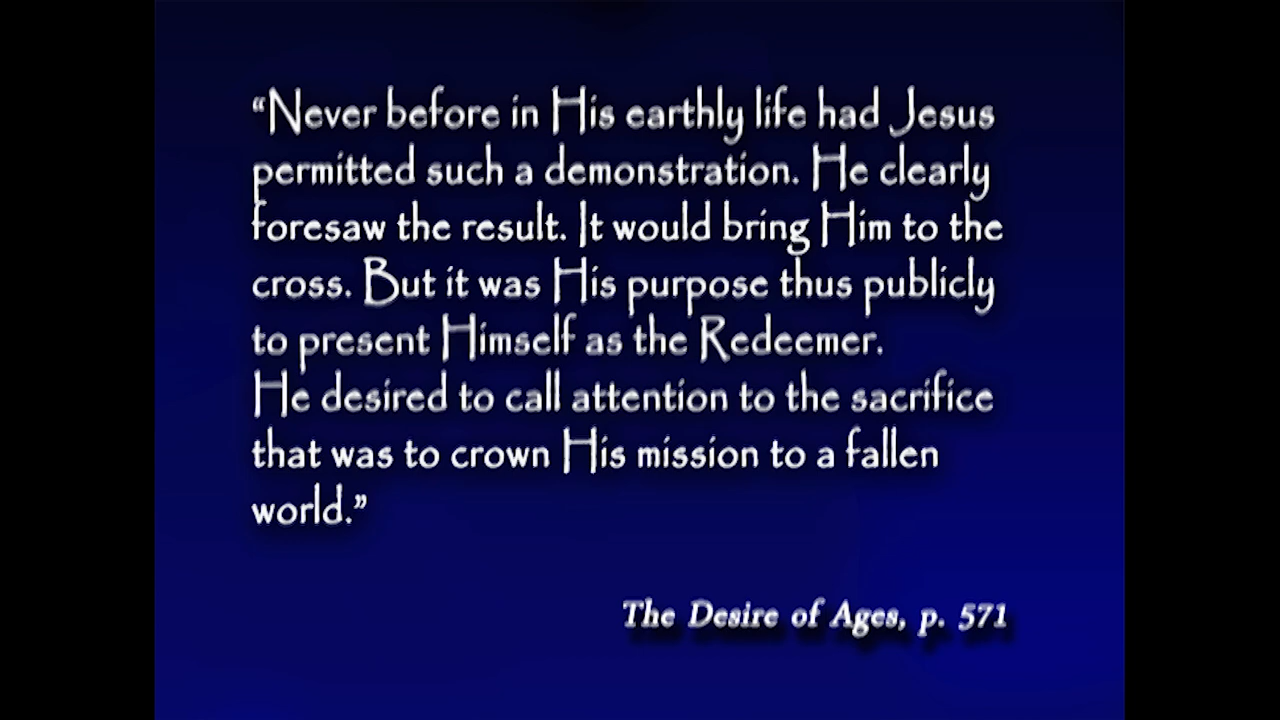 “Never before in His earthly life had Jesus
permitted such a demonstration. He clearly
foresaw the result. It would bring Him to the
cross. But it was His purpose thus publicly
to present Himself as the Redeemer.
He desired to call attention to the sacrifice
that was to crown His mission to a fallen
world.”
The Desire of Ages, p. 571